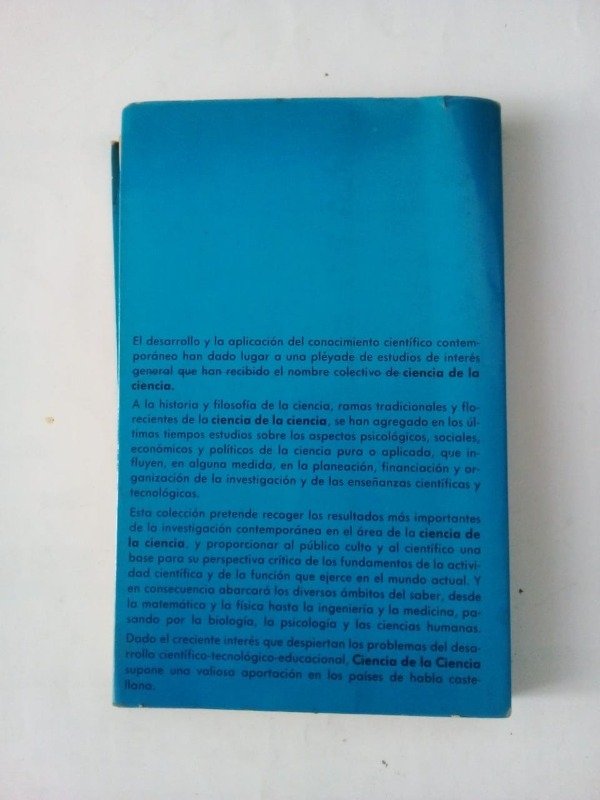 El desarrollo y la aplicación del conocimiento científico contem-
poráneo han dado lugar a una pléyade de estudios de interés
general que han recibido el nombre colectivo de ciencia de la
ciencia.
A la historia y filosofía de la ciencia, ramas tradicionales y flo-
recientes de la ciencia de la ciencia, se han agregado en los úl-
timos tiempos estudios sobre los aspectos psicológicos, sociales,
económicos y políticos de la ciencia pura o aplicada, que in-
fluyen, en alguna medida, en la planeación, financiación y or-
ganización de la investigación y de las enseñanzas científicas y
tecnológicas.
Esta colección pretende recoger los resultados más importantes
de la investigación contemporánea en el área de la ciencia de
la ciencia, y proporcionar al público culto y al científico una
base para su perspectiva crítica de los fundamentos de la activi-
dad científica y de la función que ejerce en el mundo actual. Y
en consecuencia abarcará los diversos ámbitos del saber, desde
la matemática y la física hasta la ingeniería y la medicina, pa-
sando por la biología, la psicología y las ciencias humanas.
Dado el creciente interés que despiertan los problemas del desa-
rrollo científico-tecnológico-educacional, Ciencia de la Ciencia
supone una valiosa aportación en los países de habla caste-
llana.